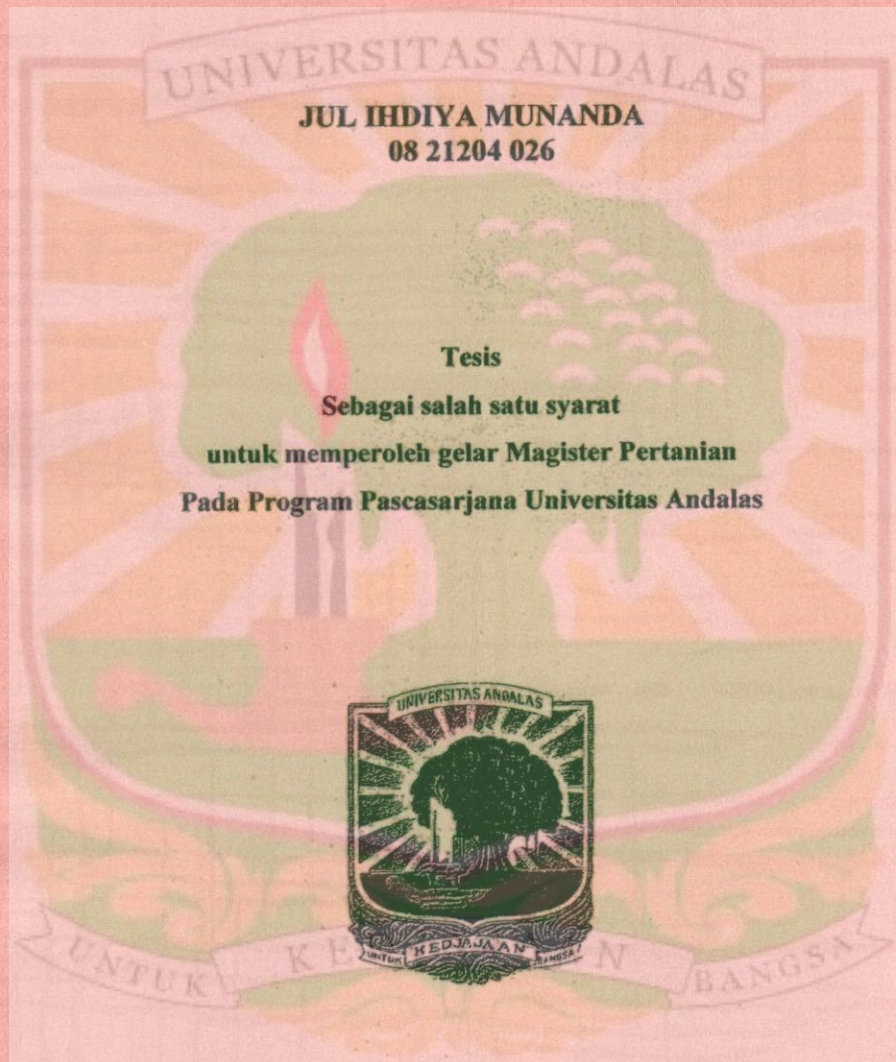 UNIVERSITAS ANDALAS
JUL IHDIYA MUNANDA
08 21204 026
Tesis
Sebagai salah satu syarat
untuk memperoleh gelar Magister Pertanian
Pada Program Pascasarjana Universitas Andalas
UNIVERSITAS ANDALAS
UNTUK KEDJAJAAN BANGSA
UNTUK KE N BANGSA